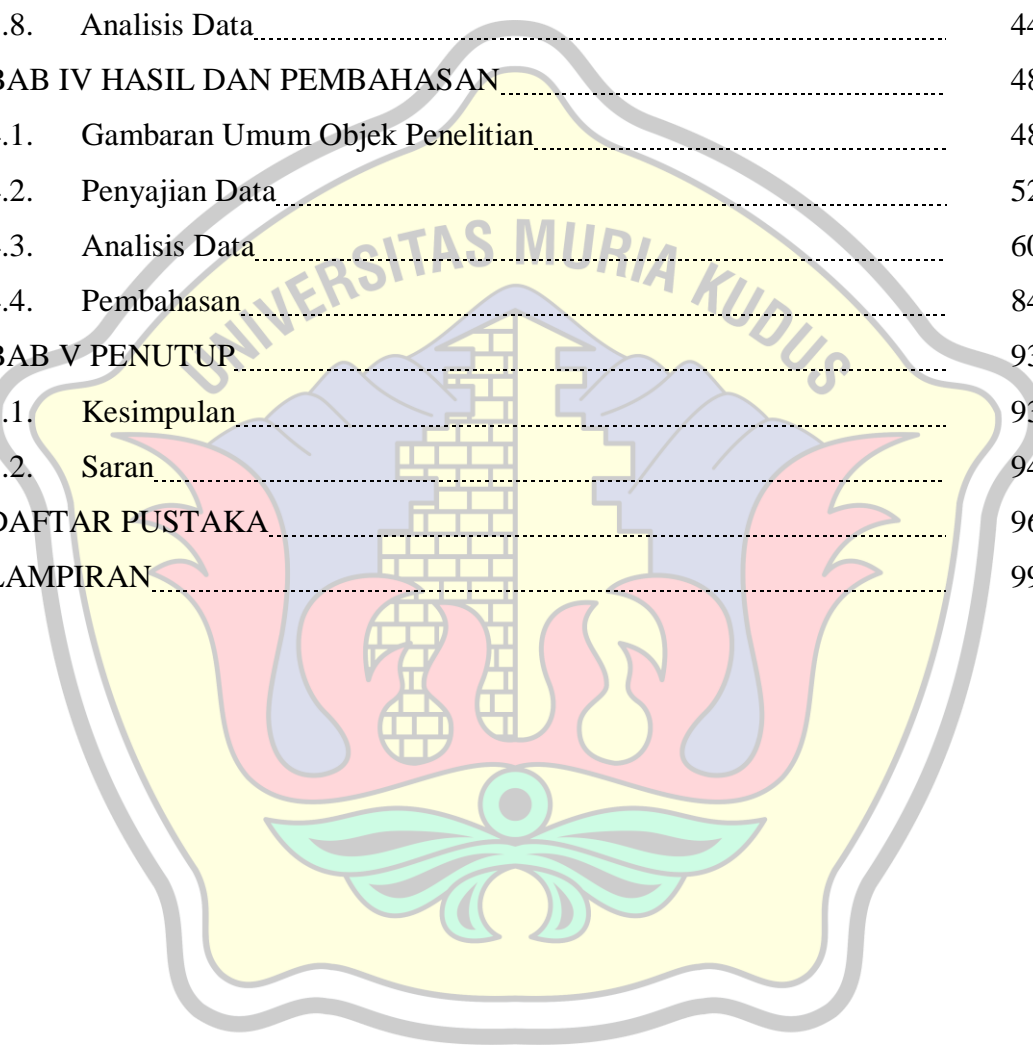 .8. Analisis Data 44
BAB IV HASIL DAN PEMBAHASAN 48
.1. Gambaran Umum Objek Penelitian 48
.2. Penyajian Data 52
.3. Analisis Data 60
.4. Pembahasan 84
BAB V PENUTUP 93
.1. Kesimpulan 93
.2. Saran 94
DAFTAR PUSTAKA 96
LAMPIRAN 99
UNIVERSITAS MURIA KUDUS